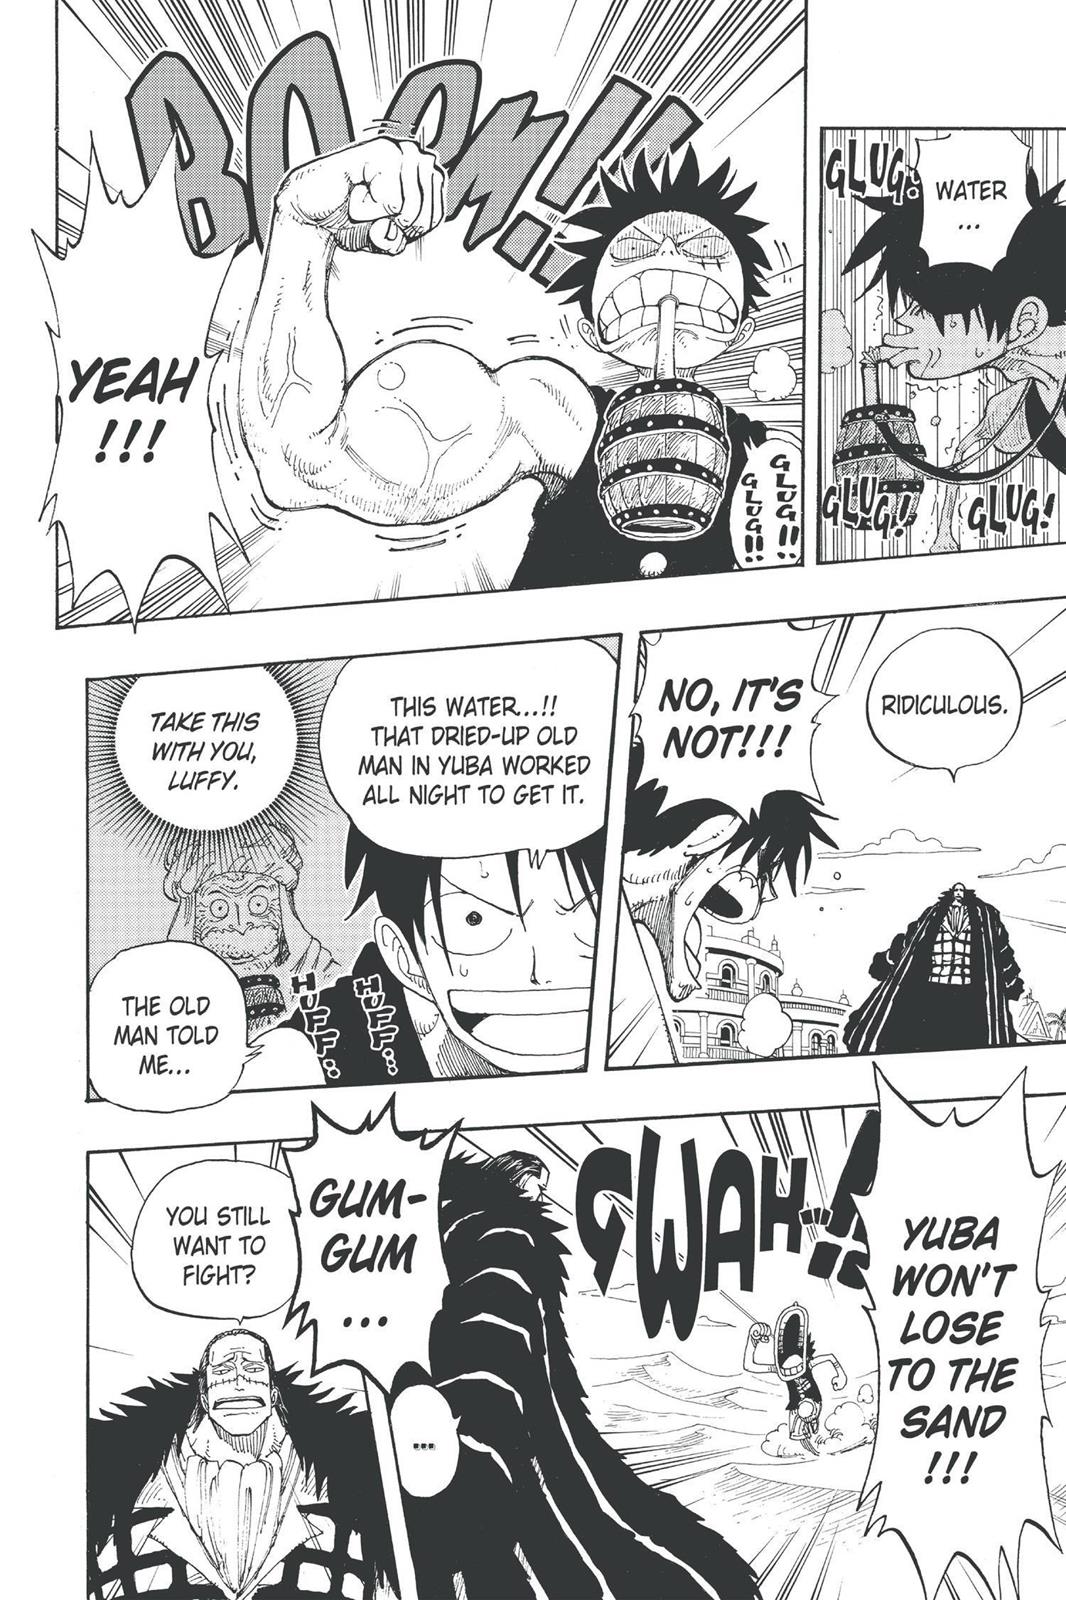 GLUG!
WATER
...
GLUG!
GLUG!
BOOM!!
GLUG!!
GLUG!!
YEAH
!!!
RIDICULOUS.
NO, IT'S
NOT!!!
THIS WATER...!!
THAT DRIED-UP OLD
MAN IN YUBA WORKED
ALL NIGHT TO GET IT.
HUFF...
HUFF...
TAKE THIS
WITH YOU,
LUFFY.
THE OLD
MAN TOLD
ME...
YUBA
WON'T
LOSE
TO THE
SAND
!!!
GWAH...!!
...
GUM-
GUM
...
YOU STILL
WANT TO
FIGHT?